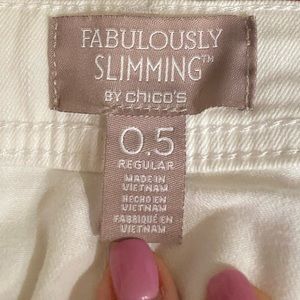 FABULOUSLY
SLIMMING™
BY chico's
0.5
REGULAR
MADE IN
VIETNAM
HECHO EN
VIETNAM
FABRIQUÉ EN
VIETNAM